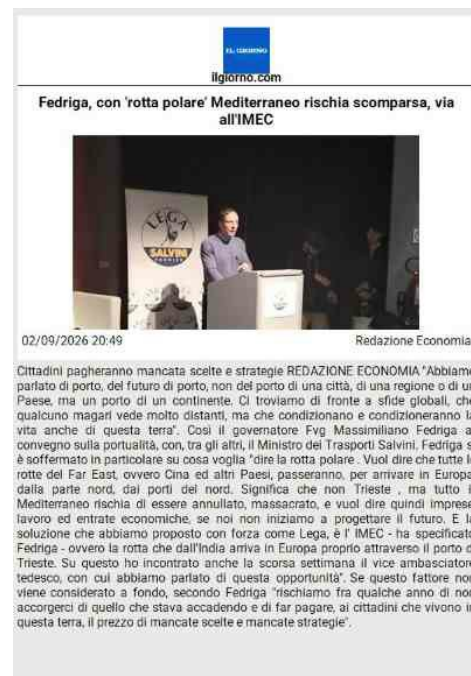 IL GIORNO
ilgiorno.com
Fedriga, con 'rotta polare' Mediterraneo rischia scomparsa, via
all'IMEC
LEGA
SALVINI
PREMIER
02/09/2026 20:49 Redazione Economia
Cittadini pagheranno mancata scelte e strategie REDAZIONE ECONOMIA "Abbiamo
parlato di porto, del futuro di porto, non del porto di una città, di una regione o di un
Paese, ma un porto di un continente. Ci troviamo di fronte a sfide globali, che
qualcuno magari vede molto distanti, ma che condizionano e condizioneranno la
vita anche di questa terra". Così il governatore Fvg Massimiliano Fedriga a
convegno sulla portualità, con, tra gli altri, il Ministro dei Trasporti Salvini. Fedriga s
è soffermato in particolare su cosa voglia "dire la rotta polare . Vuol dire che tutte le
rotte del Far East, ovvero Cina ed altri Paesi, passeranno, per arrivare in Europa
dalla parte nord, dai porti del nord. Significa che non Trieste , ma tutto i
Mediterraneo rischia di essere annullato, massacrato, e vuol dire quindi imprese
lavoro ed entrate economiche, se noi non iniziamo a progettare il futuro. E la
soluzione che abbiamo proposto con forza come Lega, è l' IMEC - ha specificato
Fedriga - ovvero la rotta che dall'India arriva in Europa proprio attraverso il porto d
Trieste. Su questo ho incontrato anche la scorsa settimana il vice ambasciatore
tedesco, con cui abbiamo parlato di questa opportunità". Se questo fattore non
viene considerato a fondo, secondo Fedriga "rischiamo fra qualche anno di non
accorgerci di quello che stava accadendo e di far pagare, ai cittadini che vivono in
questa terra, il prezzo di mancate scelte e mancate strategie".